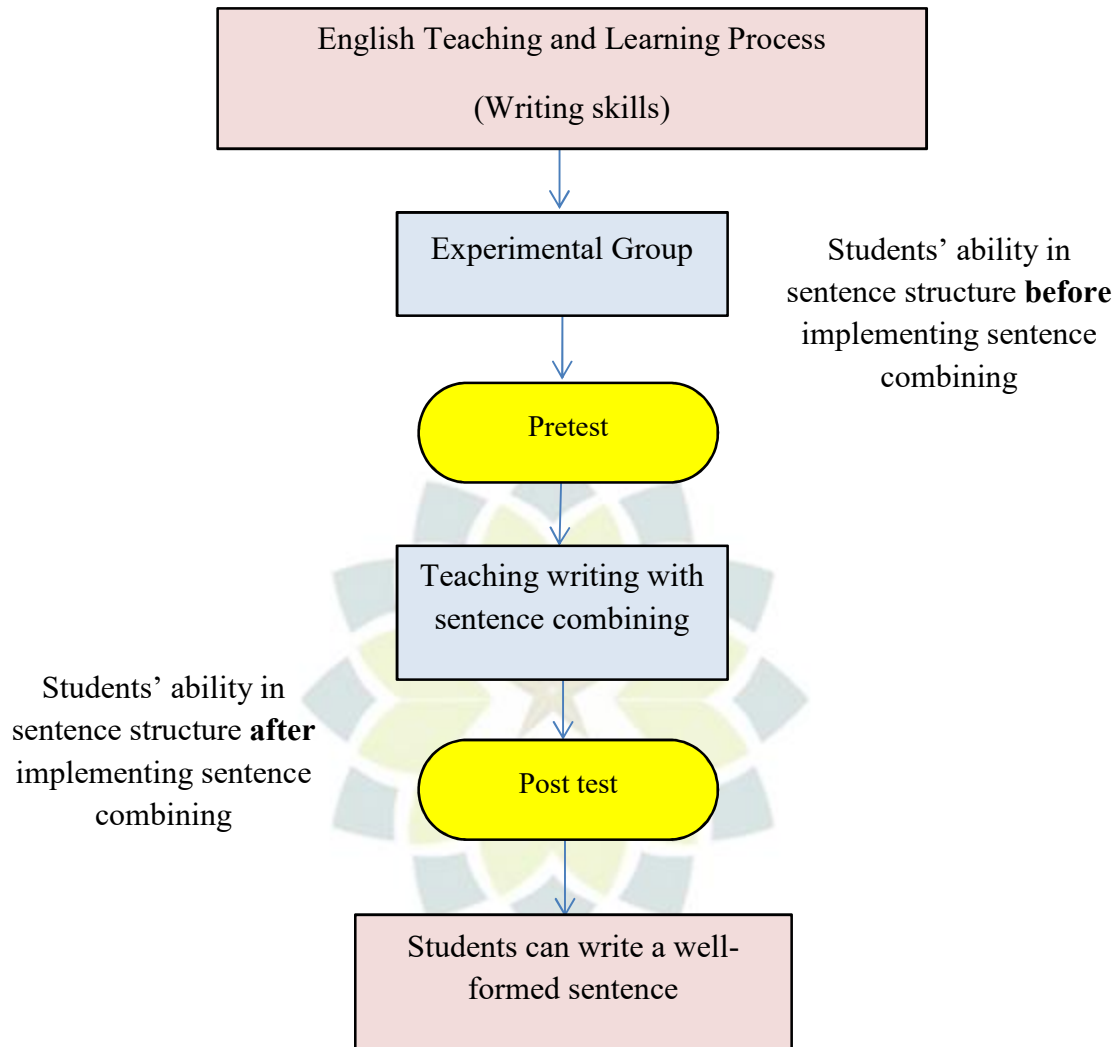 English Teaching and Learning Process
(Writing skills)
Experimental Group
Students’ ability in
sentence structure before
implementing sentence
combining
Pretest
Teaching writing with
sentence combining
Students’ ability in
sentence structure after
implementing sentence
combining
Post test
Students can write a well-
formed sentence